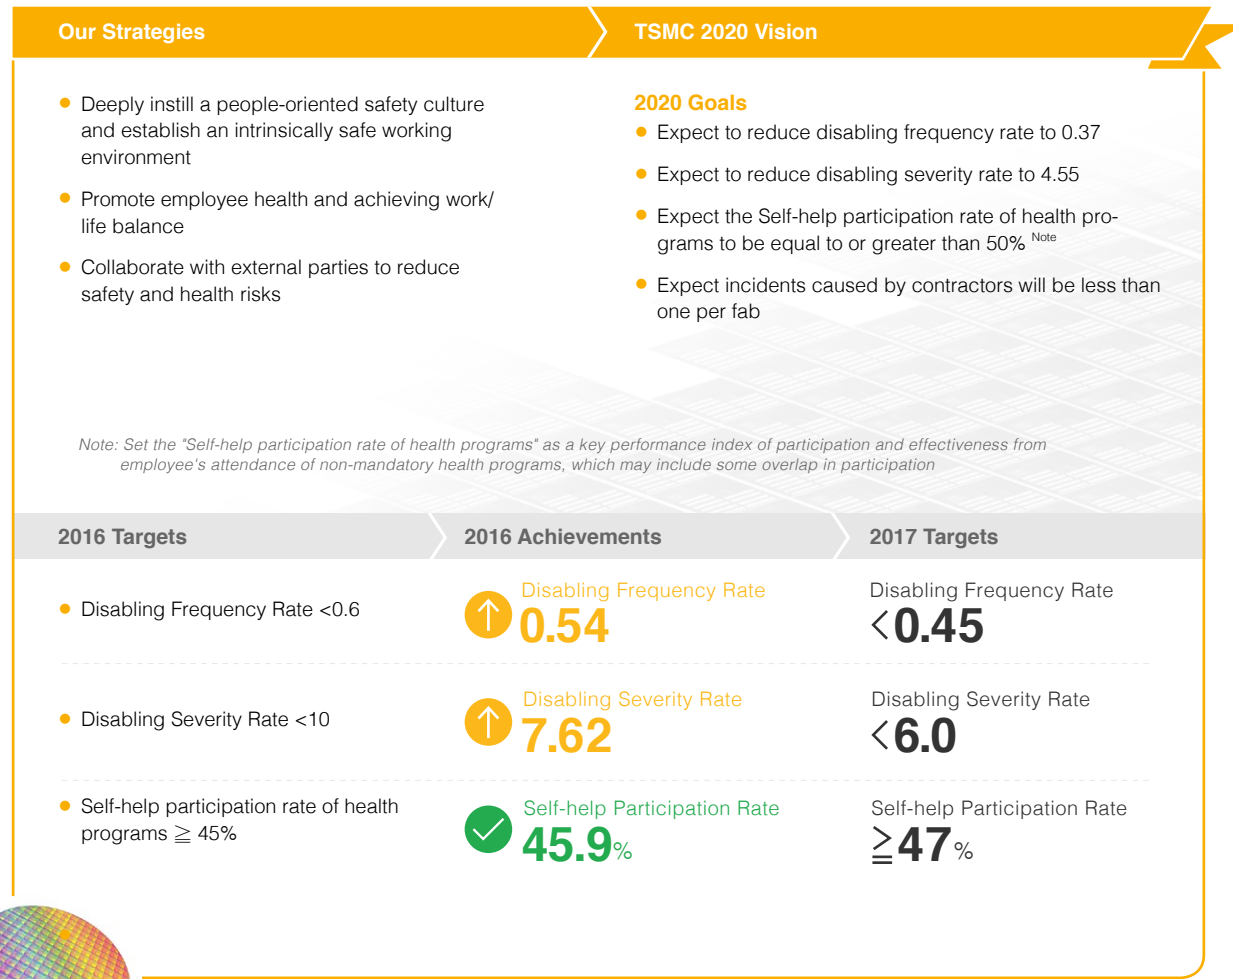 Our Strategies
TSMC 2020 Vision
Deeply instill a people-oriented safety culture
and establish an intrinsically safe working
environment
Promote employee health and achieving work/
life balance
Collaborate with external parties to reduce
safety and health risks
2020 Goals
Expect to reduce disabling frequency rate to 0.37
Expect to reduce disabling severity rate to 4.55
Expect the Self-help participation rate of health pro-
grams to be equal to or greater than 50% Note
Expect incidents caused by contractors will be less than
one per fab
Note: Set the "Self-help participation rate of health programs" as a key performance index of participation and effectiveness from
employee's attendance of non-mandatory health programs, which may include some overlap in participation
2016 Targets
2016 Achievements
2017 Targets
Disabling Frequency Rate <0.6
Disabling Frequency Rate
0.54
Disabling Frequency Rate
<0.45
Disabling Severity Rate <10
Disabling Severity Rate
7.62
Disabling Severity Rate
<6.0
Self-help participation rate of health
programs ≧ 45%
Self-help Participation Rate
45.9%
Self-help Participation Rate
≧47%